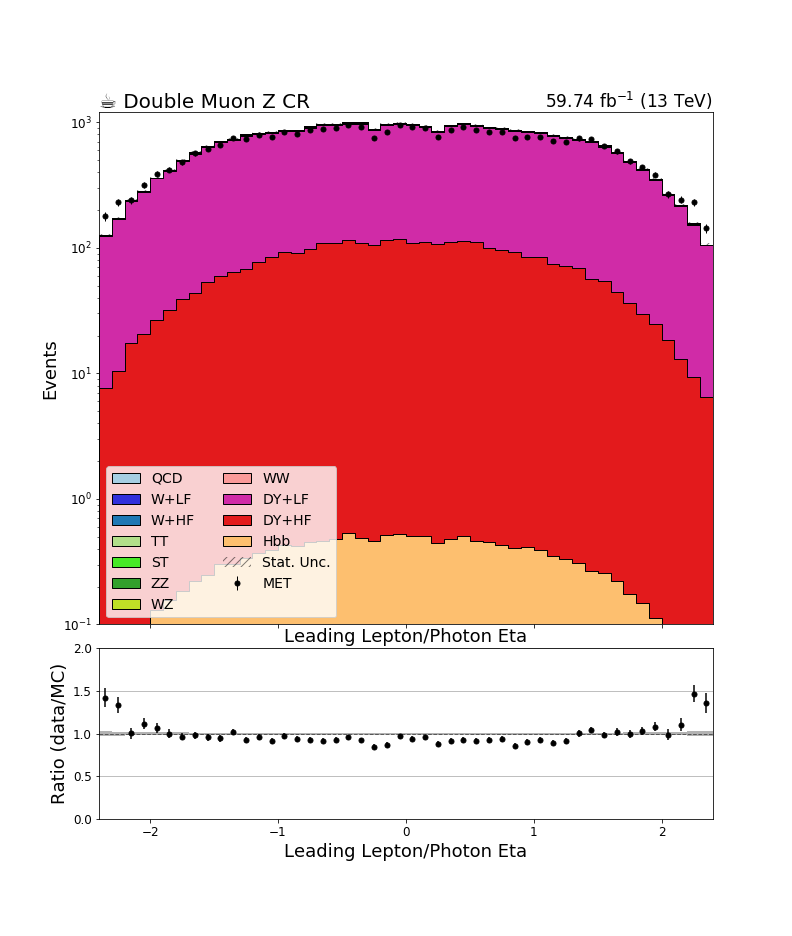 ☕ Double Muon Z CR
59.74 fb⁻¹ (13 TeV)
10³
10²
10¹
10⁰
10⁻¹
Events
QCD
W+LF
W+HF
TT
ST
ZZ
WZ
WW
DY+LF
DY+HF
Hbb
Stat. Unc.
MET
Leading Lepton/Photon Eta
2.0
1.5
1.0
0.5
0.0
Ratio (data/MC)
−2 −1 0 1 2
Leading Lepton/Photon Eta